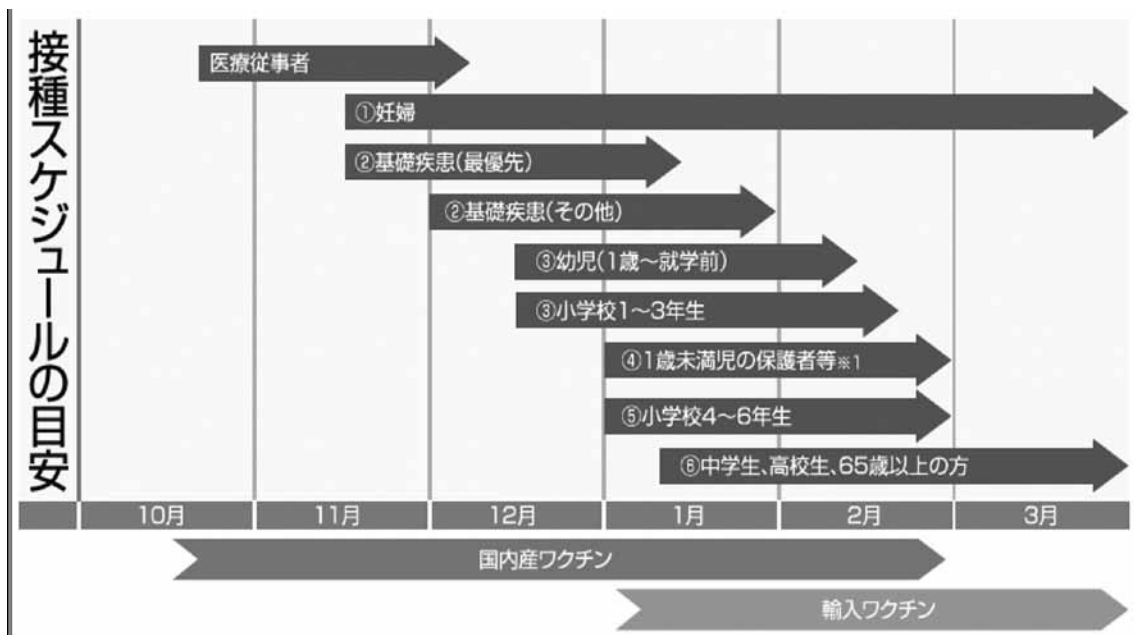 接種スケジュールの目安
医療従事者
①妊婦
②基礎疾患(最優先)
②基礎疾患(その他)
③幼児(1歳~就学前)
③小学校1~3年生
④1歳未満児の保護者等※1
⑤小学校4~6年生
⑥中学生、高校生、65歳以上の方
10月 11月 12月 1月 2月 3月
国内産ワクチン
輸入ワクチン